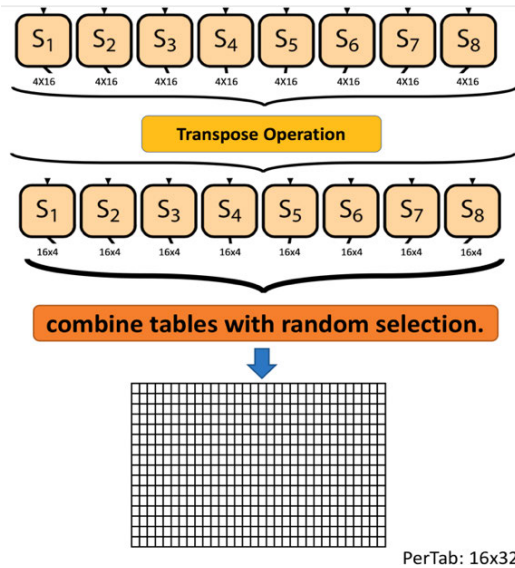 S₁ S₂ S₃ S₄ S₅ S₆ S₇ S₈
4X16 4X16 4X16 4X16 4X16 4X16 4X16 4X16
Transpose Operation
S₁ S₂ S₃ S₄ S₅ S₆ S₇ S₈
16x4 16x4 16x4 16x4 16x4 16x4 16x4 16x4
combine tables with random selection.
PerTab: 16x32